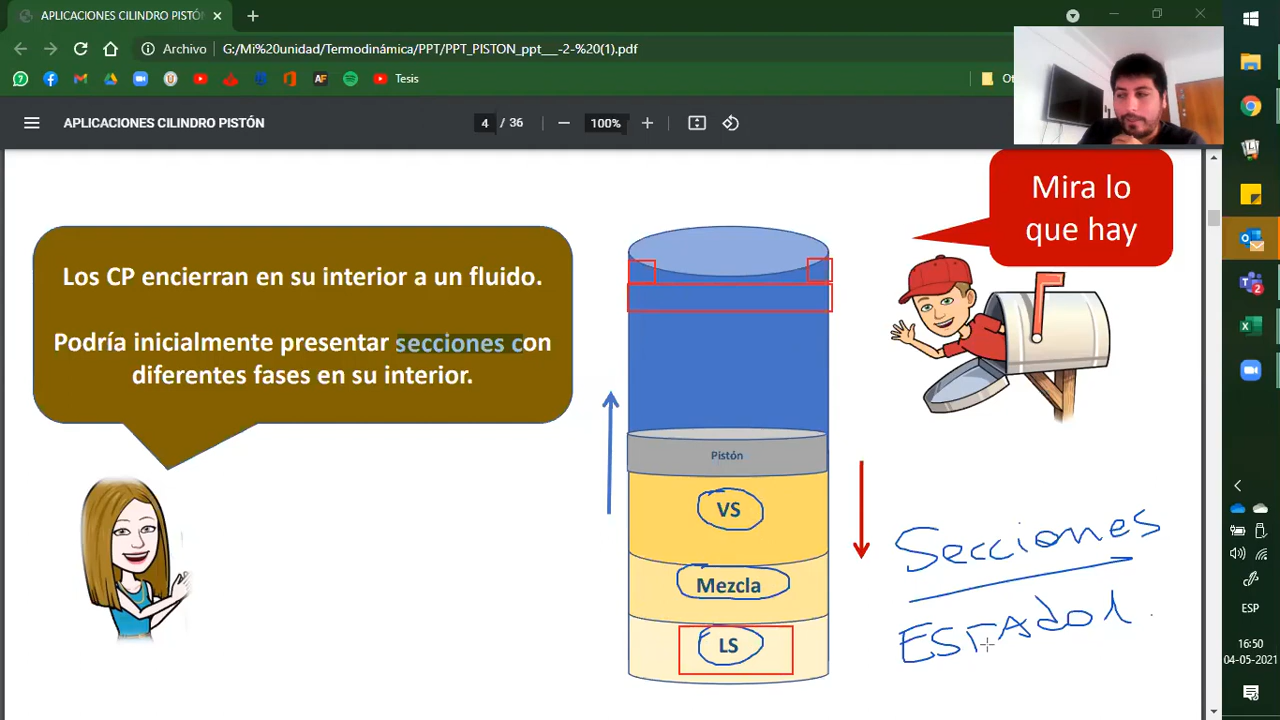 APLICACIONES CILINDRO PISTÓN
Archivo
G:/Mi%20unidad/Termodinámica/PPT/PPT_PISTON_ppt___-2-%20(1).pdf
Tesis
APLICACIONES CILINDRO PISTÓN
4 / 36
100%
Mira lo
que hay
Los CP encierran en su interior a un fluido.
Podría inicialmente presentar secciones con
diferentes fases en su interior.
Pistón
VS
Mezcla
LS
Secciones
ESTADO1
ESP
16:50
04-05-2021